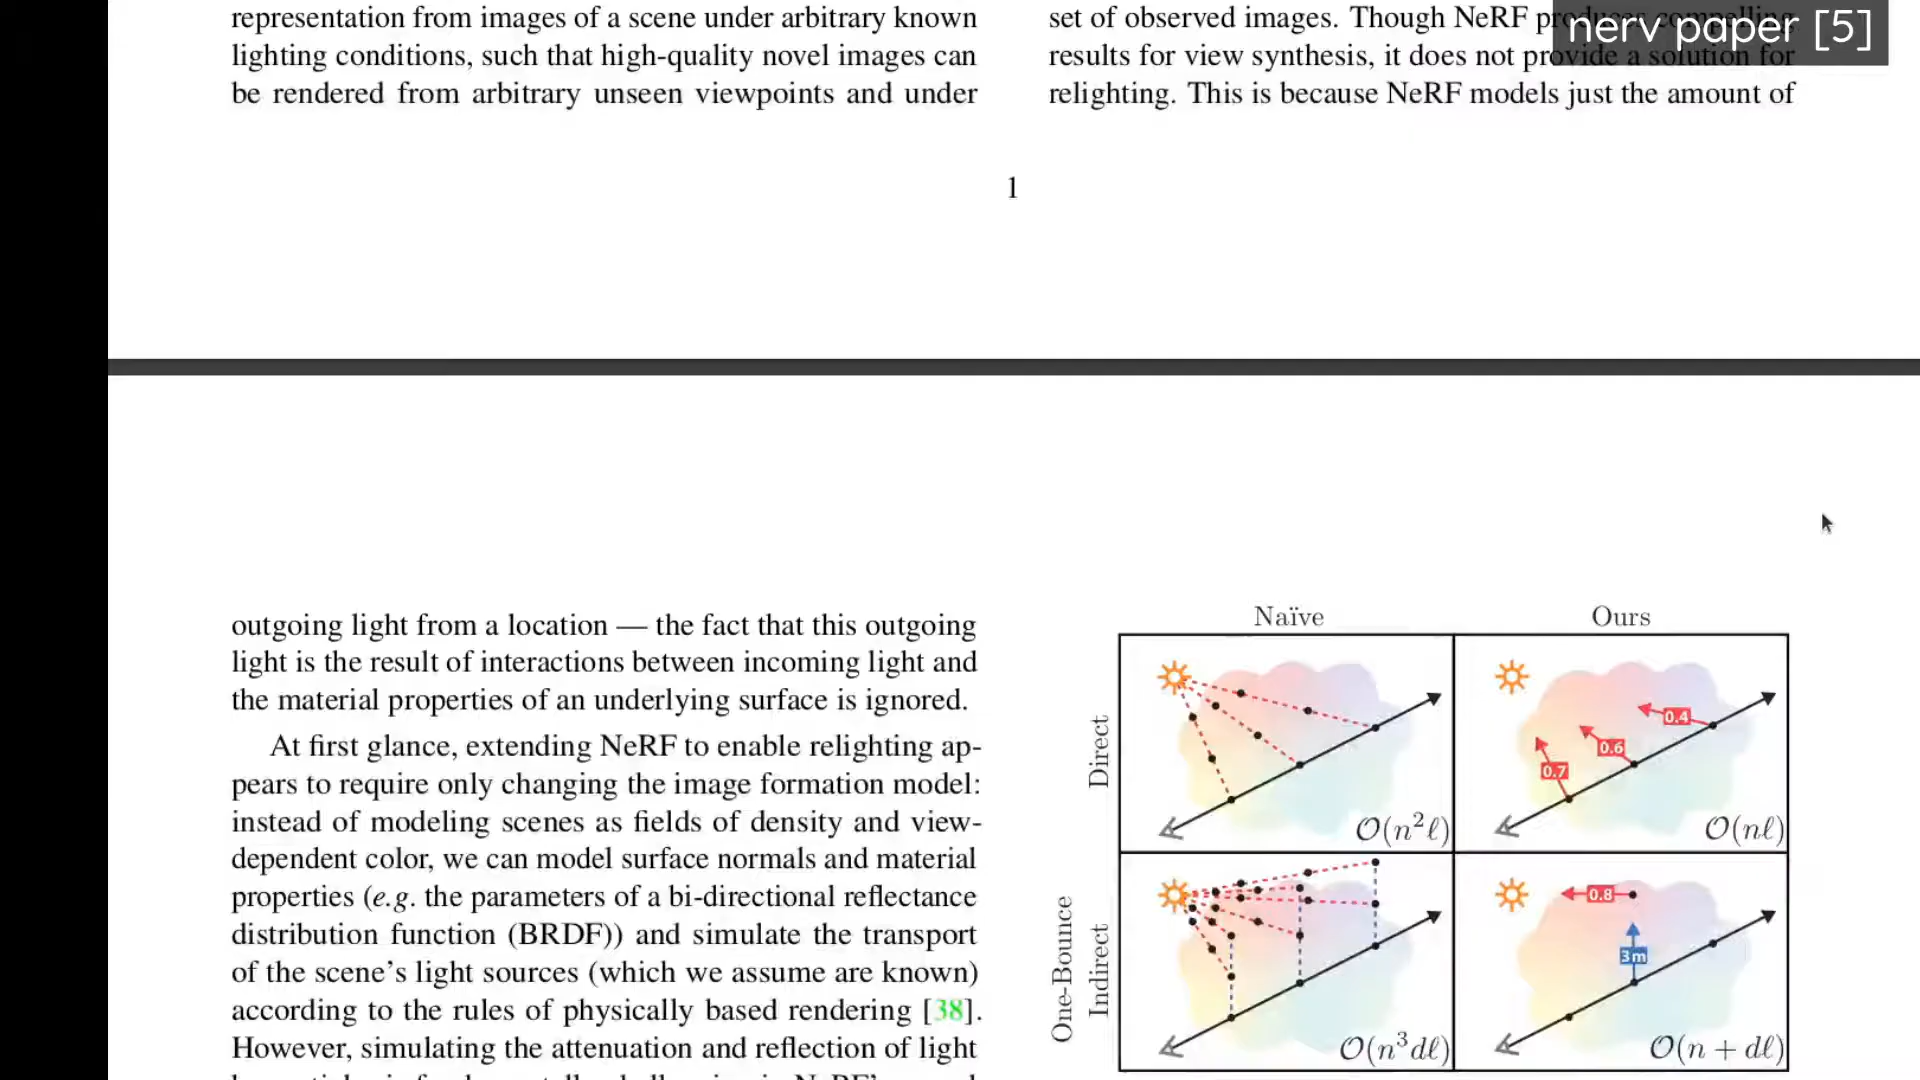 representation from images of a scene under arbitrary known
lighting conditions, such that high-quality novel images can
be rendered from arbitrary unseen viewpoints and under
set of observed images. Though NeRF produces compelling
results for view synthesis, it does not provide a solution for
relighting. This is because NeRF models just the amount of
nerv paper [5]
1
outgoing light from a location — the fact that this outgoing
light is the result of interactions between incoming light and
the material properties of an underlying surface is ignored.
At first glance, extending NeRF to enable relighting ap-
pears to require only changing the image formation model:
instead of modeling scenes as fields of density and view-
dependent color, we can model surface normals and material
properties (e.g. the parameters of a bi-directional reflectance
distribution function (BRDF)) and simulate the transport
of the scene's light sources (which we assume are known)
according to the rules of physically based rendering [38].
However, simulating the attenuation and reflection of light
Naïve
Ours
Direct
O(n²ℓ)
0.4
0.6
0.7
O(nℓ)
One-Bounce
Indirect
O(n³dℓ)
0.8
3m
O(n + dℓ)